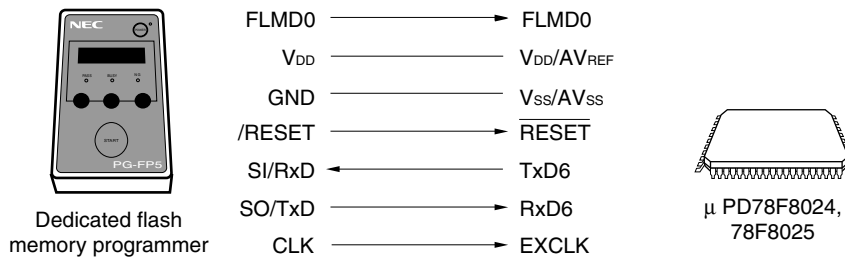 NEC
PASS BUSY N.G
START
PG-FP5
Dedicated flash
memory programmer
FLMD0 FLMD0
VDD VDD/AVREF
GND VSS/AVSS
/RESET RESET
SI/RxD TxD6
SO/TxD RxD6
CLK EXCLK
μ PD78F8024,
78F8025